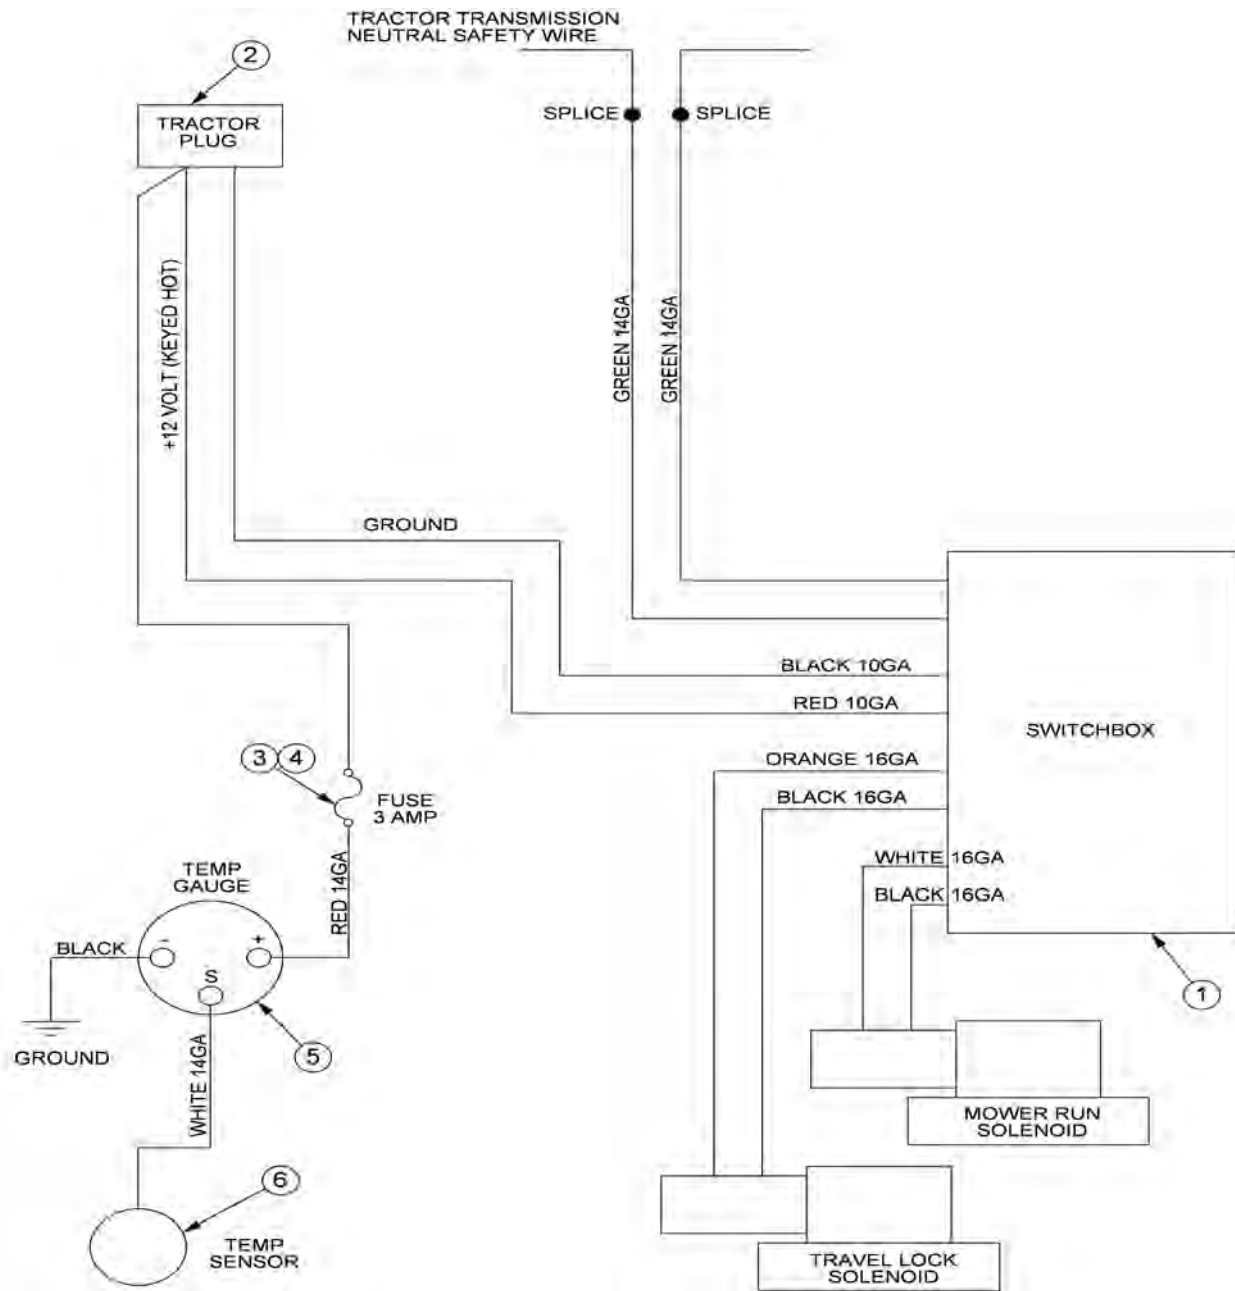 TRACTOR TRANSMISSION
NEUTRAL SAFETY WIRE
2
TRACTOR
PLUG
SPLICE
SPLICE
+12 VOLT (KEYED HOT)
GREEN 14GA
GREEN 14GA
GROUND
BLACK 10GA
RED 10GA
SWITCHBOX
ORANGE 16GA
BLACK 16GA
3 4
FUSE
3 AMP
WHITE 16GA
BLACK 16GA
TEMP
GAUGE
RED 14GA
BLACK
-
+
S
1
GROUND
5
WHITE 14GA
MOWER RUN
SOLENOID
6
TEMP
SENSOR
TRAVEL LOCK
SOLENOID